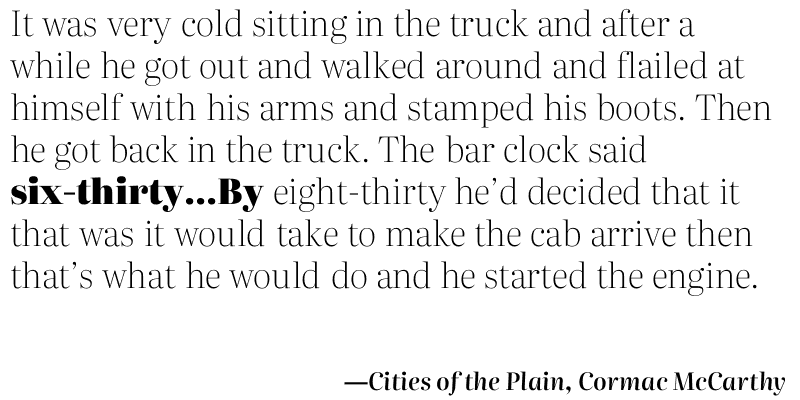 It was very cold sitting in the truck and after a
while he got out and walked around and flailed at
himself with his arms and stamped his boots. Then
he got back in the truck. The bar clock said
six-thirty...By eight-thirty he’d decided that it
that was it would take to make the cab arrive then
that’s what he would do and he started the engine.
—Cities of the Plain, Cormac McCarthy